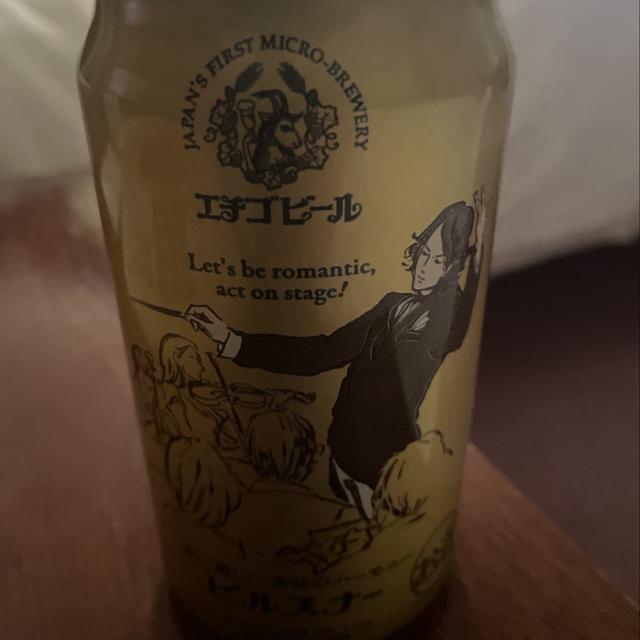 JAPAN'S FIRST MICRO-BREWERY
エチゴビール
Let's be romantic,
act on stage!
ピルスナー